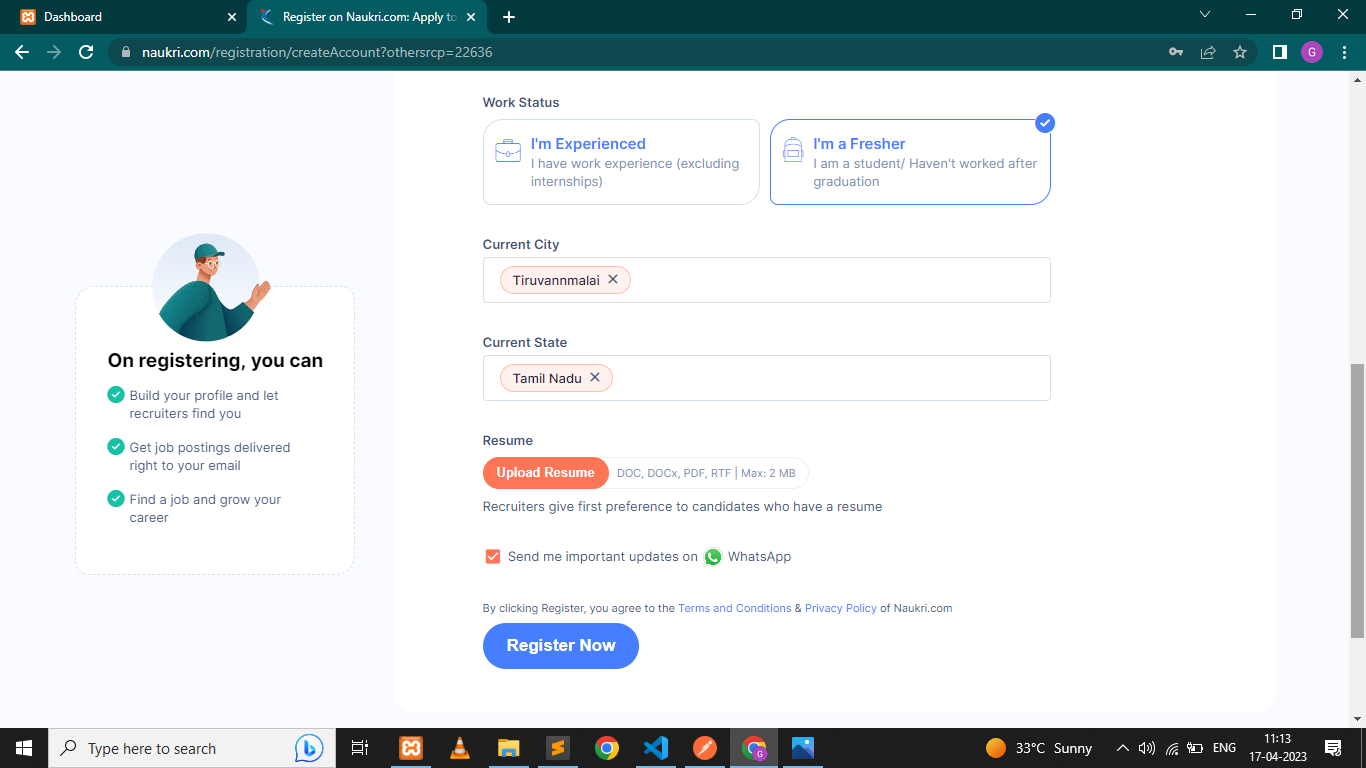 Dashboard
Register on Naukri.com: Apply to
naukri.com/registration/createAccount?othersrcp=22636
G
Work Status
I'm Experienced
I have work experience (excluding
internships)
I'm a Fresher
I am a student/ Haven't worked after
graduation
Current City
Tiruvannmalai
Current State
Tamil Nadu
Resume
Upload Resume DOC, DOCx, PDF, RTF | Max: 2 MB
Recruiters give first preference to candidates who have a resume
Send me important updates on WhatsApp
By clicking Register, you agree to the Terms and Conditions & Privacy Policy of Naukri.com
Register Now
On registering, you can
Build your profile and let
recruiters find you
Get job postings delivered
right to your email
Find a job and grow your
career
Type here to search
G
33°C Sunny
ENG
11:13
17-04-2023